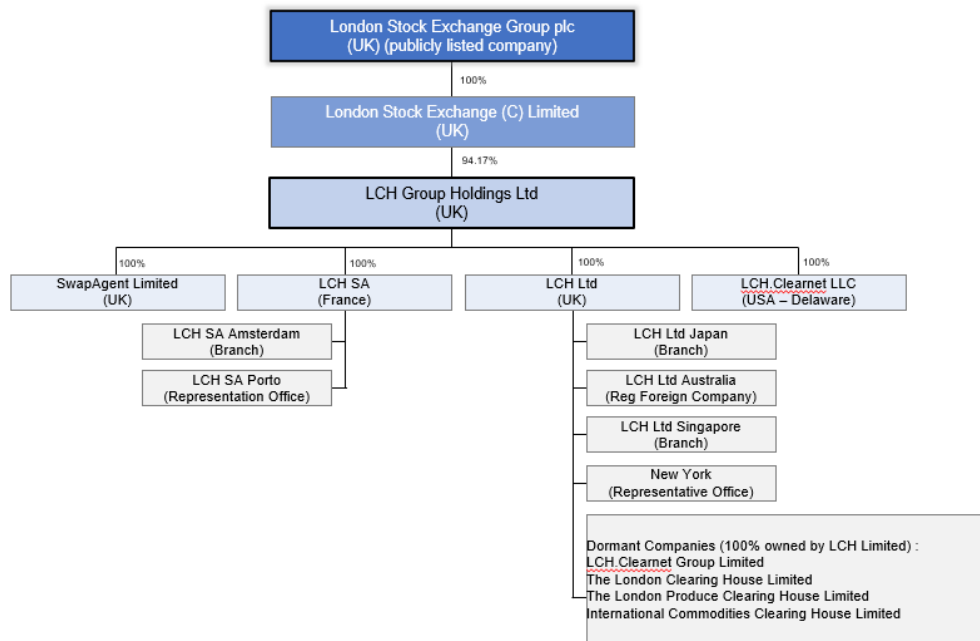 London Stock Exchange Group plc
(UK) (publicly listed company)
100%
London Stock Exchange (C) Limited
(UK)
94.17%
LCH Group Holdings Ltd
(UK)
100%
100%
100%
100%
SwapAgent Limited
(UK)
LCH SA
(France)
LCH Ltd
(UK)
LCH.Clearnet LLC
(USA – Delaware)
LCH SA Amsterdam
(Branch)
LCH SA Porto
(Representation Office)
LCH Ltd Japan
(Branch)
LCH Ltd Australia
(Reg Foreign Company)
LCH Ltd Singapore
(Branch)
New York
(Representative Office)
Dormant Companies (100% owned by LCH Limited) :
LCH.Clearnet Group Limited
The London Clearing House Limited
The London Produce Clearing House Limited
International Commodities Clearing House Limited